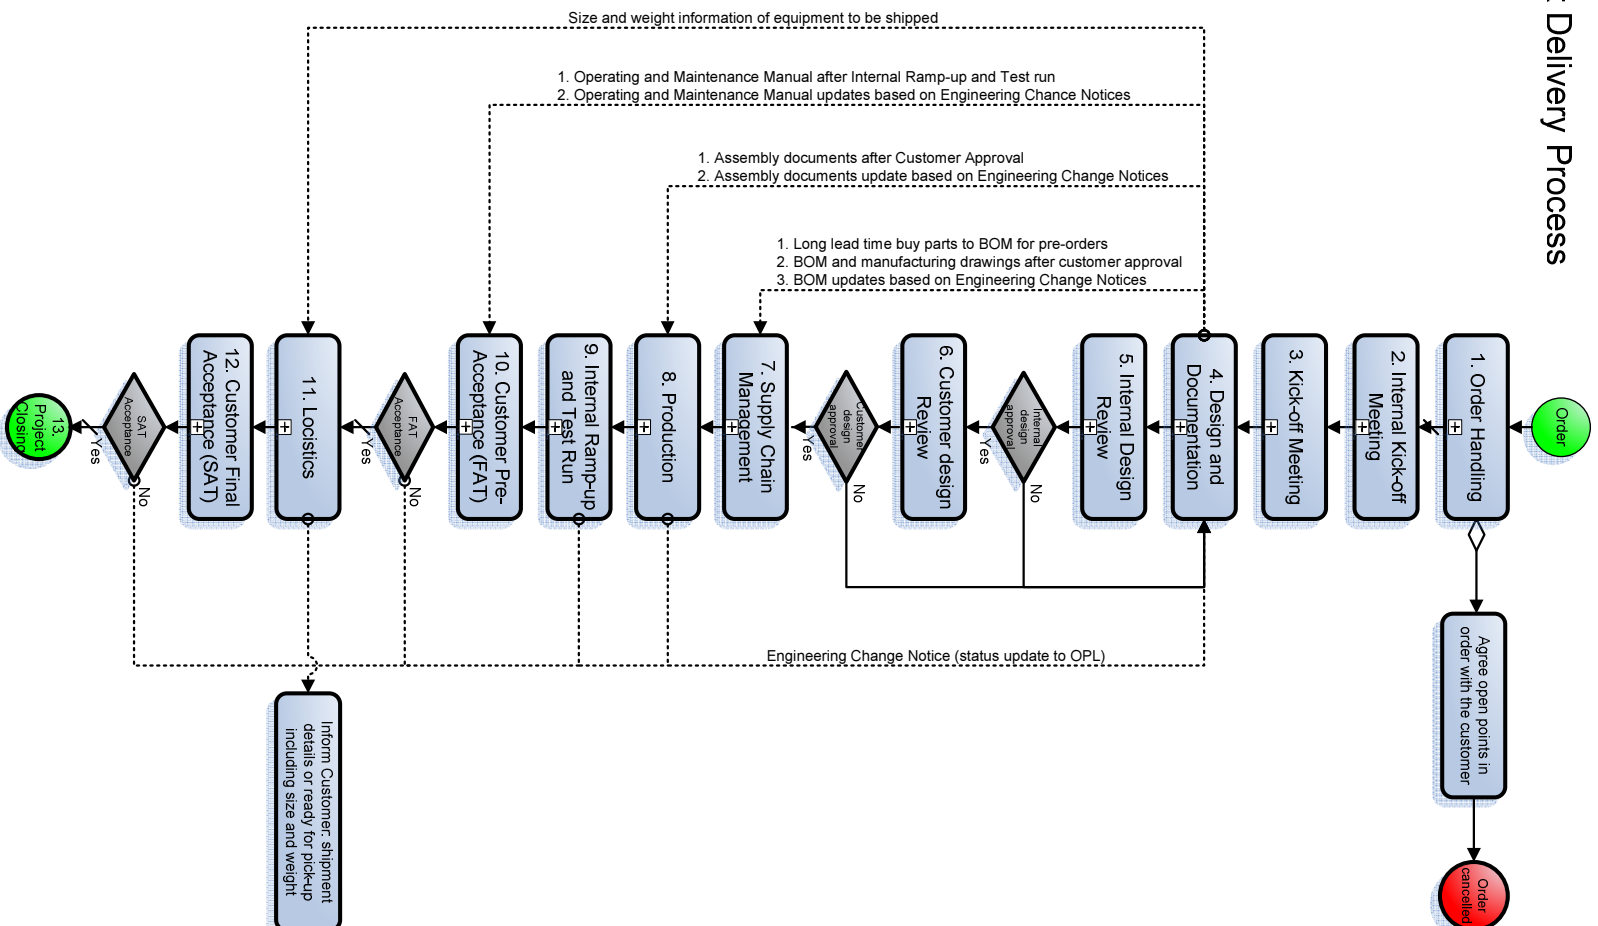 Delivery Process
Order
1. Order Handling
Agree open points in
order with the customer
Order
cancelled
2. Internal Kick-off
Meeting
3. Kick-off Meeting
4. Design and
Documentation
5. Internal Design
Review
Internal
design
approval
No
Yes
6. Customer design
Review
Customer
design
approval
No
Yes
7. Supply Chain
Management
8. Production
9. Internal Ramp-up
and Test Run
10. Customer Pre-
Acceptance (FAT)
FAT
Acceptance
No
Yes
11. Logistics
Inform Customer: shipment
details or ready for pick-up
including size and weight
12. Customer Final
Acceptance (SAT)
SAT
Acceptance
No
Yes
13.
Project
Closing
Size and weight information of equipment to be shipped
1. Operating and Maintenance Manual after Internal Ramp-up and Test run
2. Operating and Maintenance Manual updates based on Engineering Chance Notices
1. Assembly documents after Customer Approval
2. Assembly documents update based on Engineering Change Notices
1. Long lead time buy parts to BOM for pre-orders
2. BOM and manufacturing drawings after customer approval
3. BOM updates based on Engineering Change Notices
Engineering Change Notice (status update to OPL)